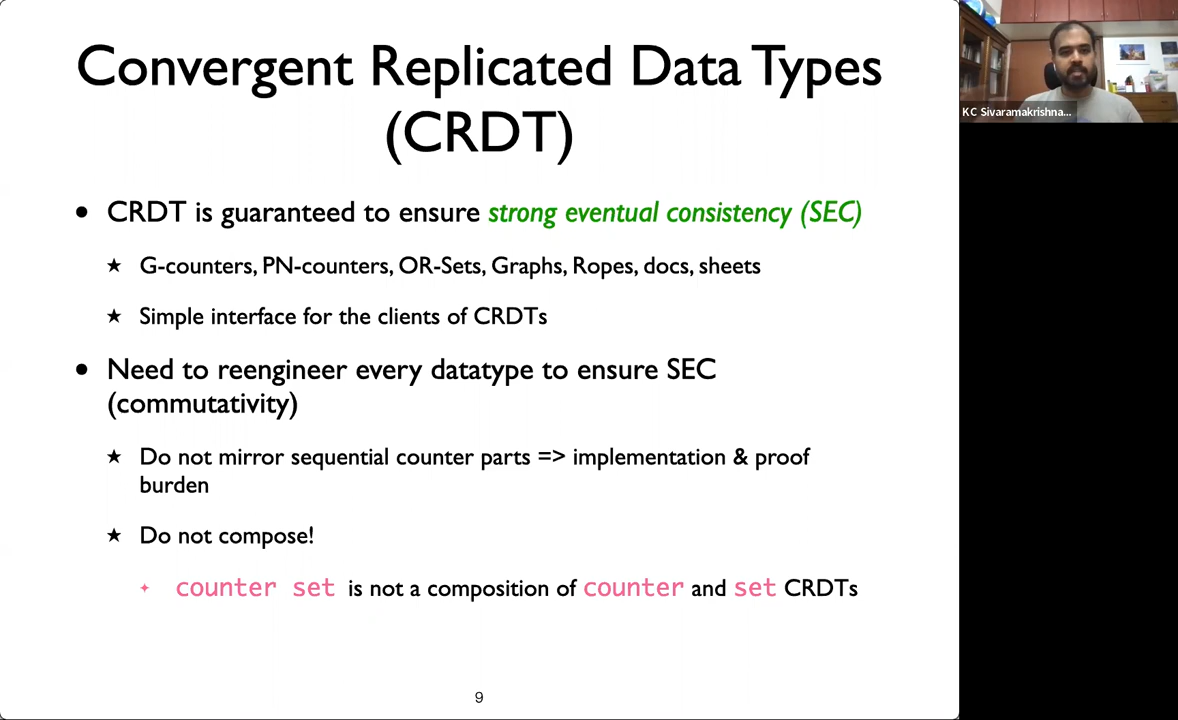 Convergent Replicated Data Types
(CRDT)
• CRDT is guaranteed to ensure strong eventual consistency (SEC)
★ G-counters, PN-counters, OR-Sets, Graphs, Ropes, docs, sheets
★ Simple interface for the clients of CRDTs
• Need to reengineer every datatype to ensure SEC
(commutativity)
★ Do not mirror sequential counter parts => implementation & proof
burden
★ Do not compose!
✦ counter set is not a composition of counter and set CRDTs
9
KC Sivaramakrishna...